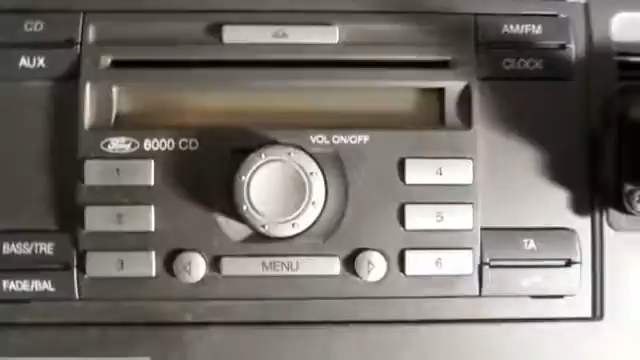 CD
AM/FM
AUX
CLOCK
Ford 6000 CD
VOL ON/OFF
1
4
2
5
3
MENU
6
BASS/TRE
FADE/BAL
TA